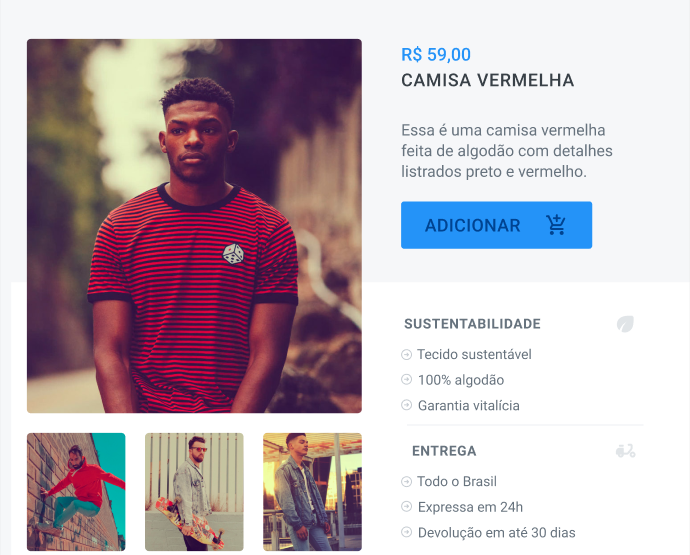 R$ 59,00
CAMISA VERMELHA
Essa é uma camisa vermelha
feita de algodão com detalhes
listrados preto e vermelho.
ADICIONAR
SUSTENTABILIDADE
Tecido sustentável
100% algodão
Garantia vitalícia
ENTREGA
Todo o Brasil
Expressa em 24h
Devolução em até 30 dias